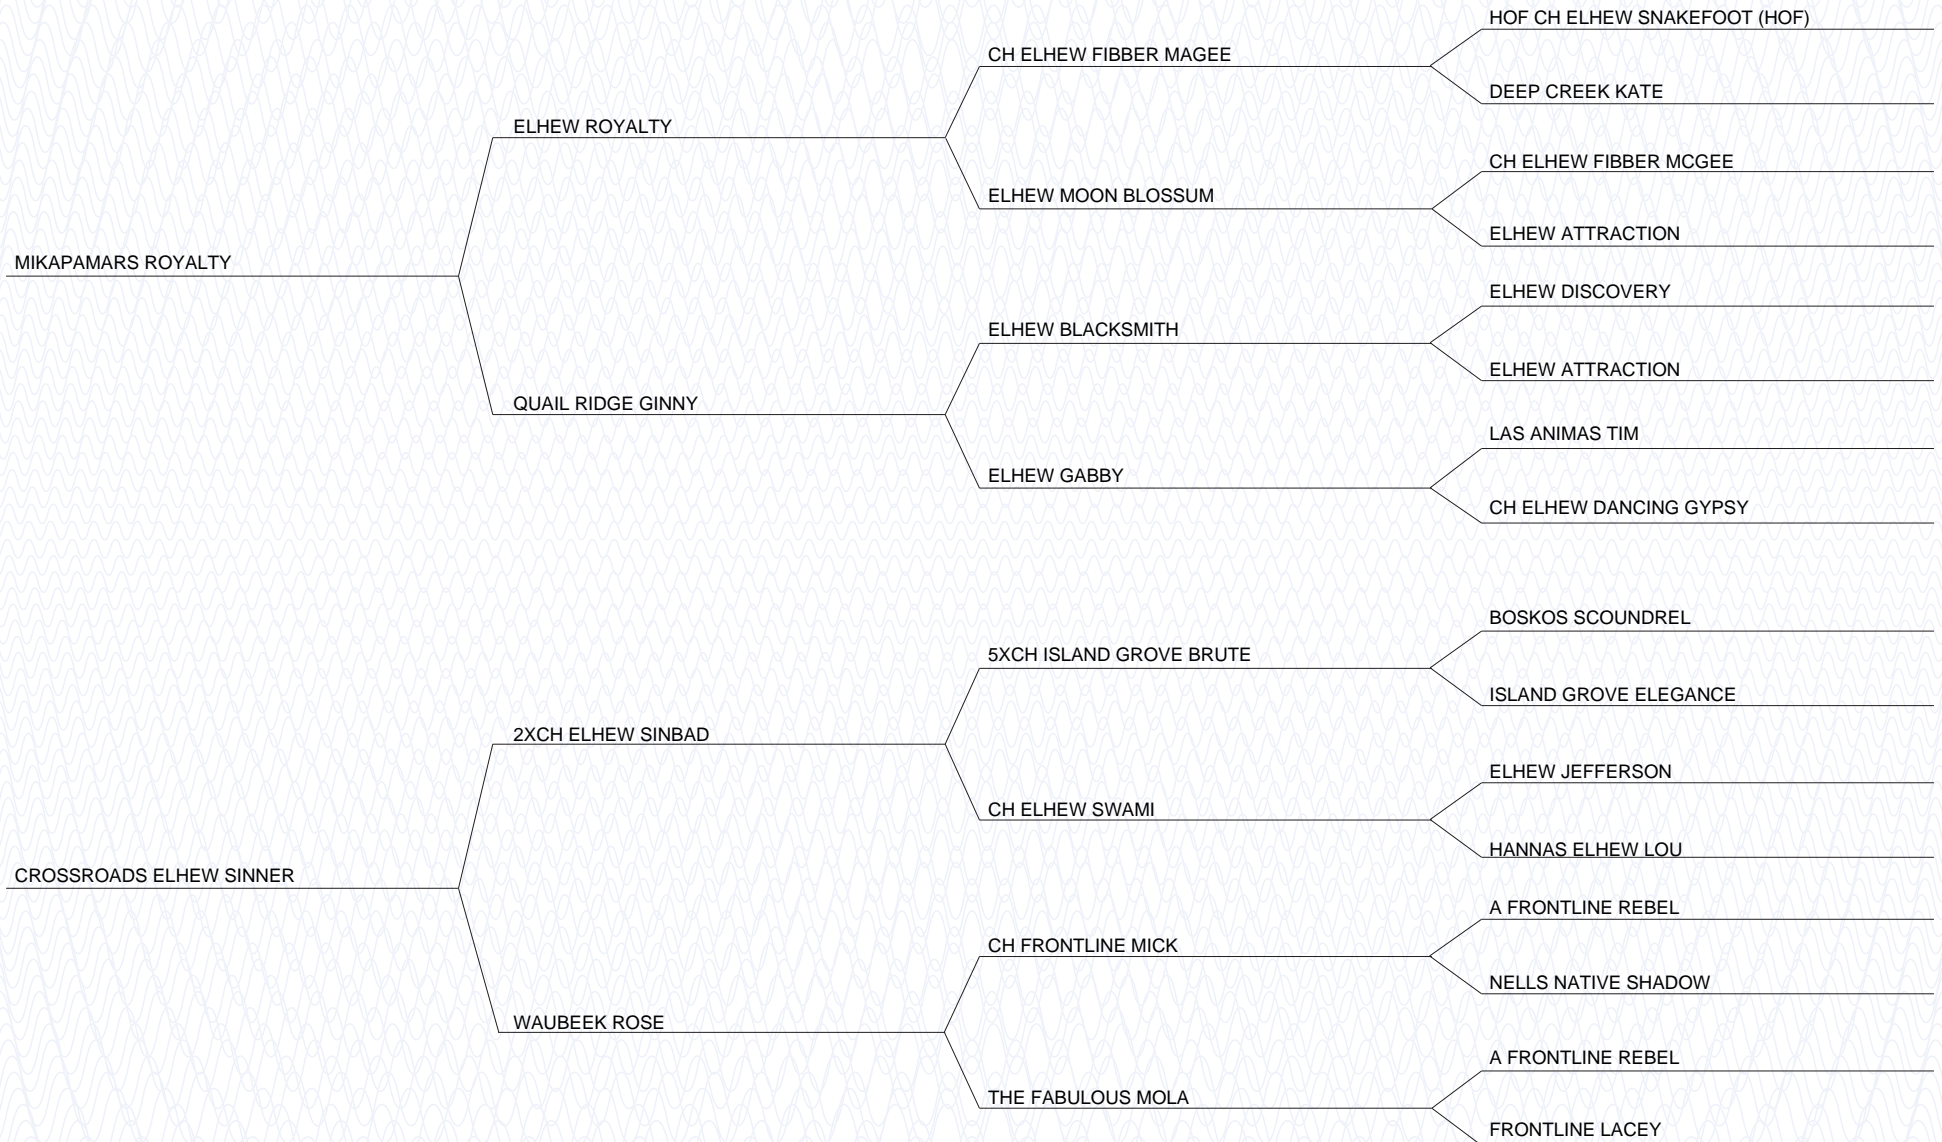 HOF CH ELHEW SNAKEFOOT (HOF)
CH ELHEW FIBBER MAGEE
DEEP CREEK KATE
ELHEW ROYALTY
CH ELHEW FIBBER MCGEE
ELHEW MOON BLOSSUM
ELHEW ATTRACTION
MIKAPAMARS ROYALTY
ELHEW DISCOVERY
ELHEW BLACKSMITH
ELHEW ATTRACTION
QUAIL RIDGE GINNY
LAS ANIMAS TIM
ELHEW GABBY
CH ELHEW DANCING GYPSY
BOSKOS SCOUNDREL
5XCH ISLAND GROVE BRUTE
ISLAND GROVE ELEGANCE
2XCH ELHEW SINBAD
ELHEW JEFFERSON
CH ELHEW SWAMI
HANNAS ELHEW LOU
CROSSROADS ELHEW SINNER
A FRONTLINE REBEL
CH FRONTLINE MICK
NELLS NATIVE SHADOW
WAUBEEK ROSE
A FRONTLINE REBEL
THE FABULOUS MOLA
FRONTLINE LACEY